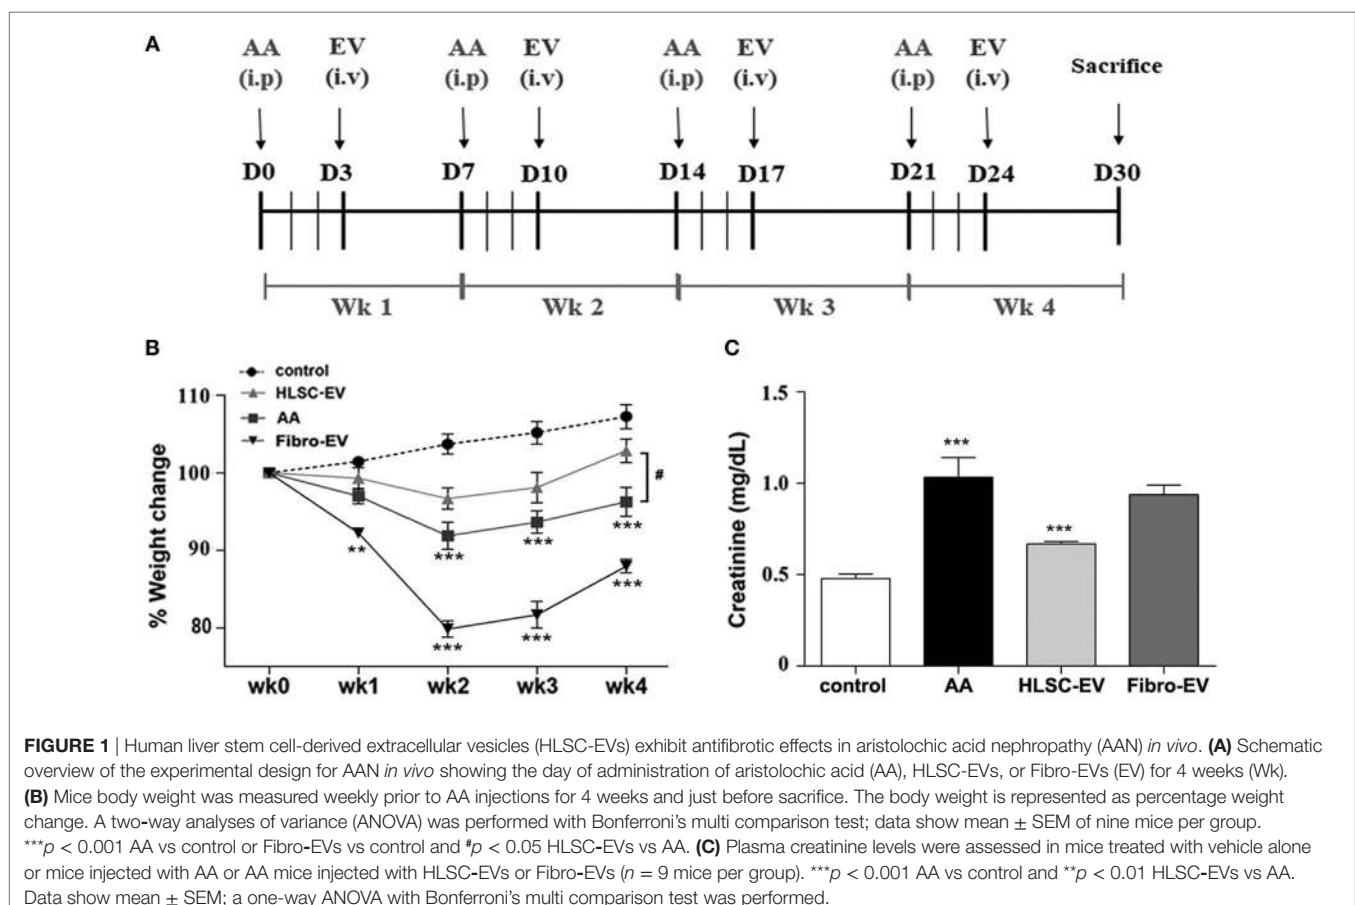 A
AA EV AA EV AA EV AA EV
(i.p) (i.v) (i.p) (i.v) (i.p) (i.v) (i.p) (i.v) Sacrifice
D0 D3 D7 D10 D14 D17 D21 D24 D30
Wk 1 Wk 2 Wk 3 Wk 4
B
control
HLSC-EV
AA
Fibro-EV
% Weight change
110
100
90
80
#
**
***
***
***
***
***
***
wk0 wk1 wk2 wk3 wk4
C
Creatinine (mg/dL)
1.5
1.0
0.5
0
***
***
control AA HLSC-EV Fibro-EV
FIGURE 1 | Human liver stem cell-derived extracellular vesicles (HLSC-EVs) exhibit antifibrotic effects in aristolochic acid nephropathy (AAN) in vivo. (A) Schematic
overview of the experimental design for AAN in vivo showing the day of administration of aristolochic acid (AA), HLSC-EVs, or Fibro-EVs (EV) for 4 weeks (Wk).
(B) Mice body weight was measured weekly prior to AA injections for 4 weeks and just before sacrifice. The body weight is represented as percentage weight
change. A two-way analyses of variance (ANOVA) was performed with Bonferroni's multi comparison test; data show mean ± SEM of nine mice per group.
***p < 0.001 AA vs control or Fibro-EVs vs control and #p < 0.05 HLSC-EVs vs AA. (C) Plasma creatinine levels were assessed in mice treated with vehicle alone
or mice injected with AA or AA mice injected with HLSC-EVs or Fibro-EVs (n = 9 mice per group). ***p < 0.001 AA vs control and **p < 0.01 HLSC-EVs vs AA.
Data show mean ± SEM; a one-way ANOVA with Bonferroni's multi comparison test was performed.